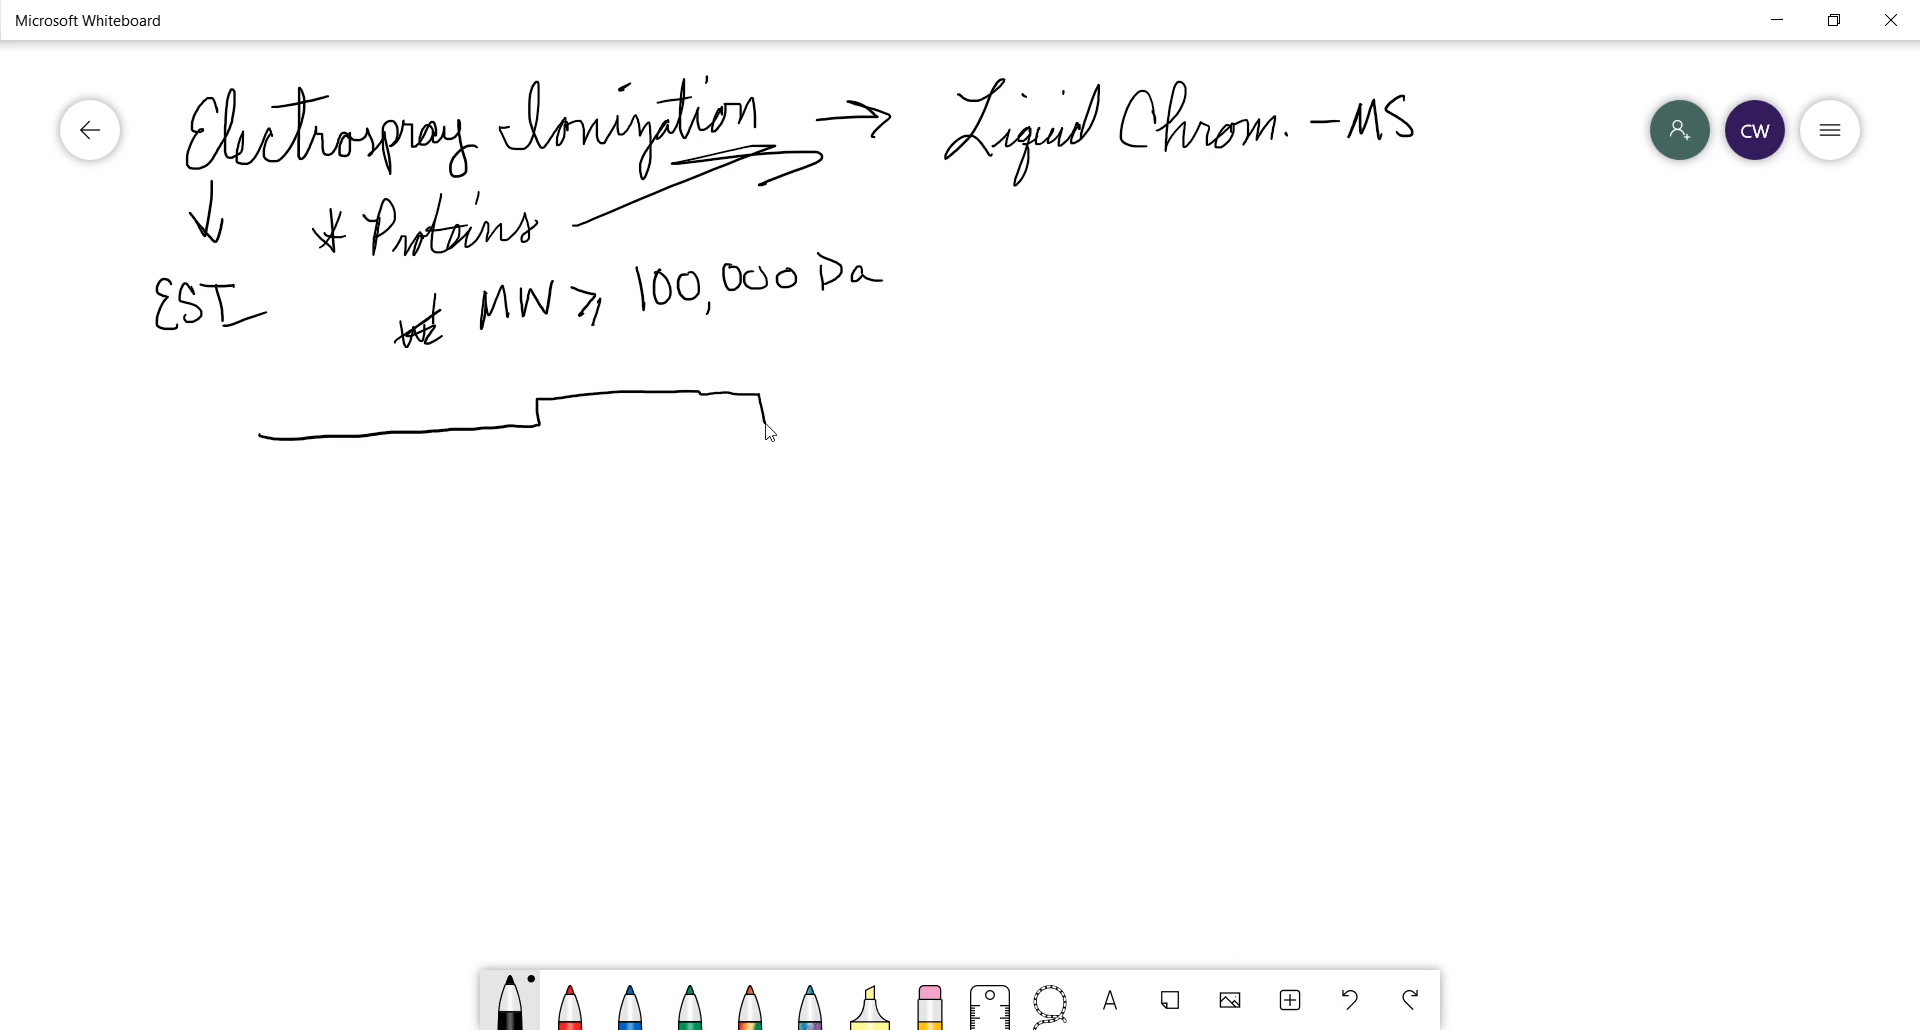 Microsoft Whiteboard
Electrospray Ionization → Liquid Chrom. - MS
↓
* Proteins
CW
ESI
* MW ≥ 100,000 Da
A